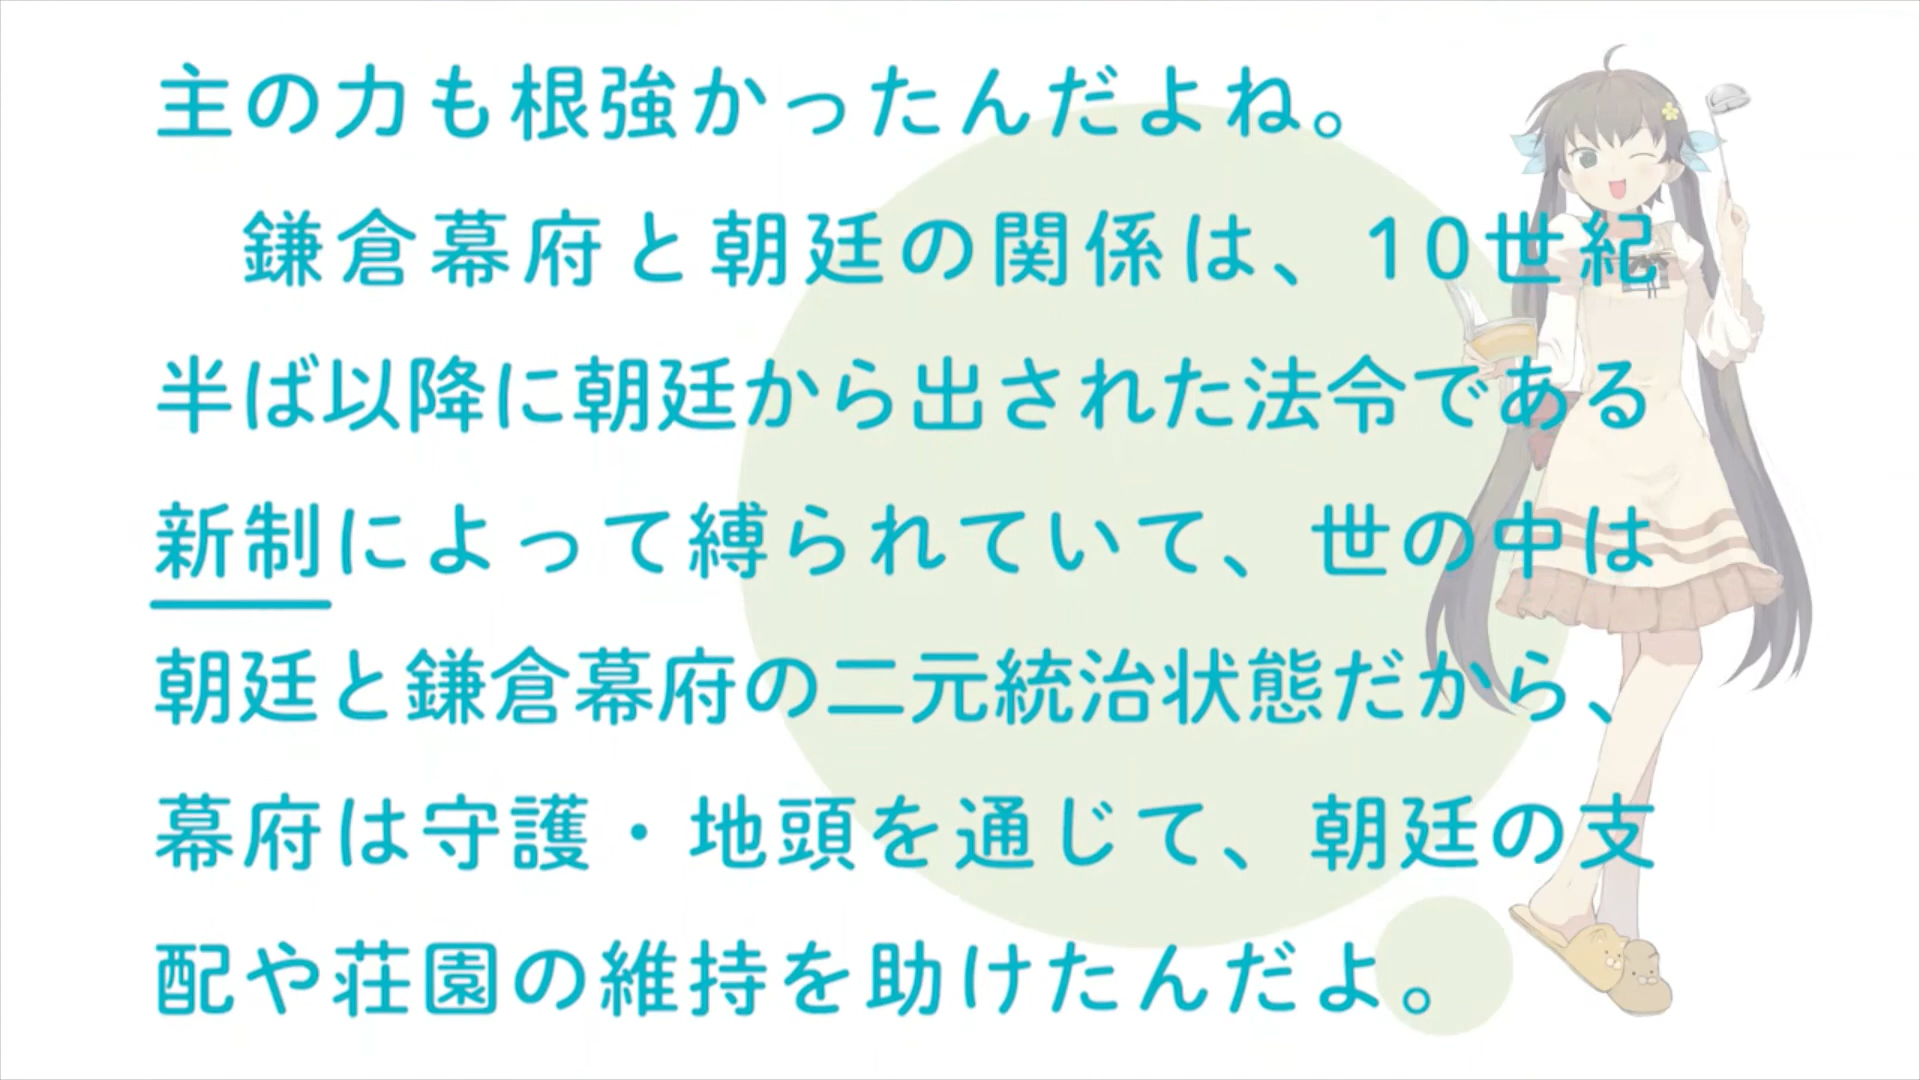 主の力も根強かったんだよね。
　鎌倉幕府と朝廷の関係は、10世紀
半ば以降に朝廷から出された法令である
新制によって縛られていて、世の中は
朝廷と鎌倉幕府の二元統治状態だから、
幕府は守護・地頭を通じて、朝廷の支
配や荘園の維持を助けたんだよ。